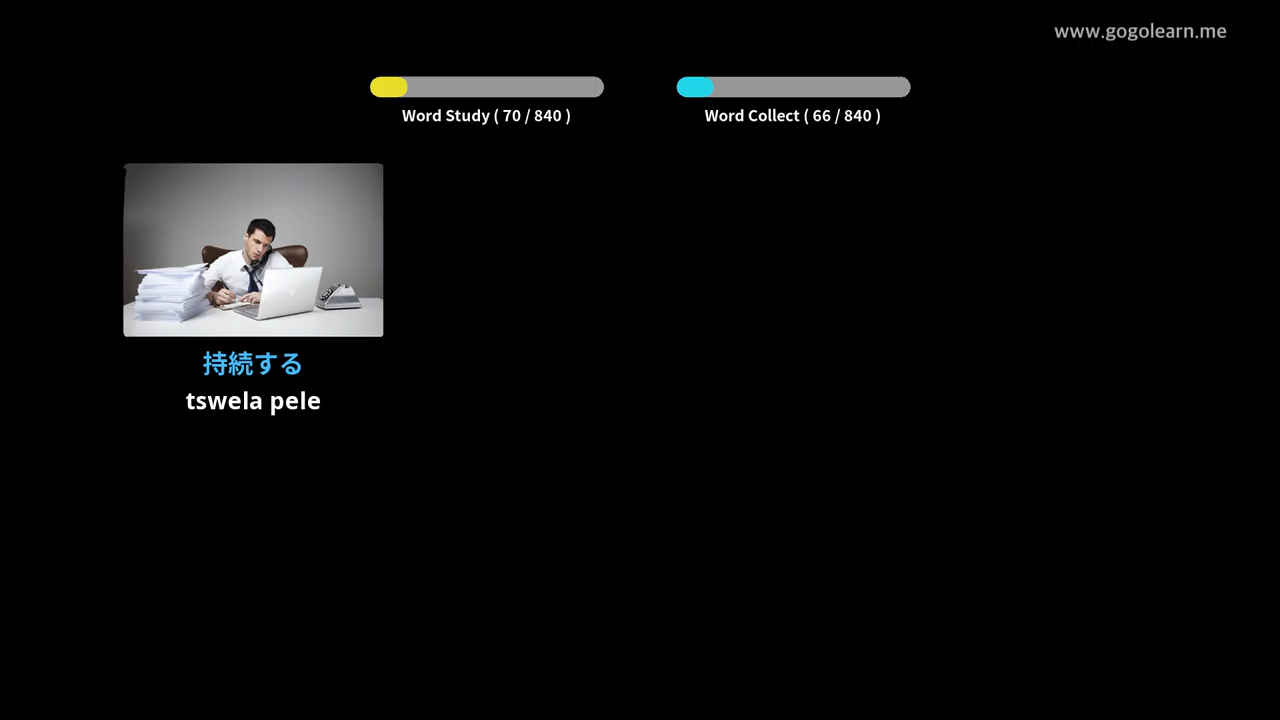 www.gogolearn.me
Word Study ( 70 / 840 )
Word Collect ( 66 / 840 )
持続する
tswela pele